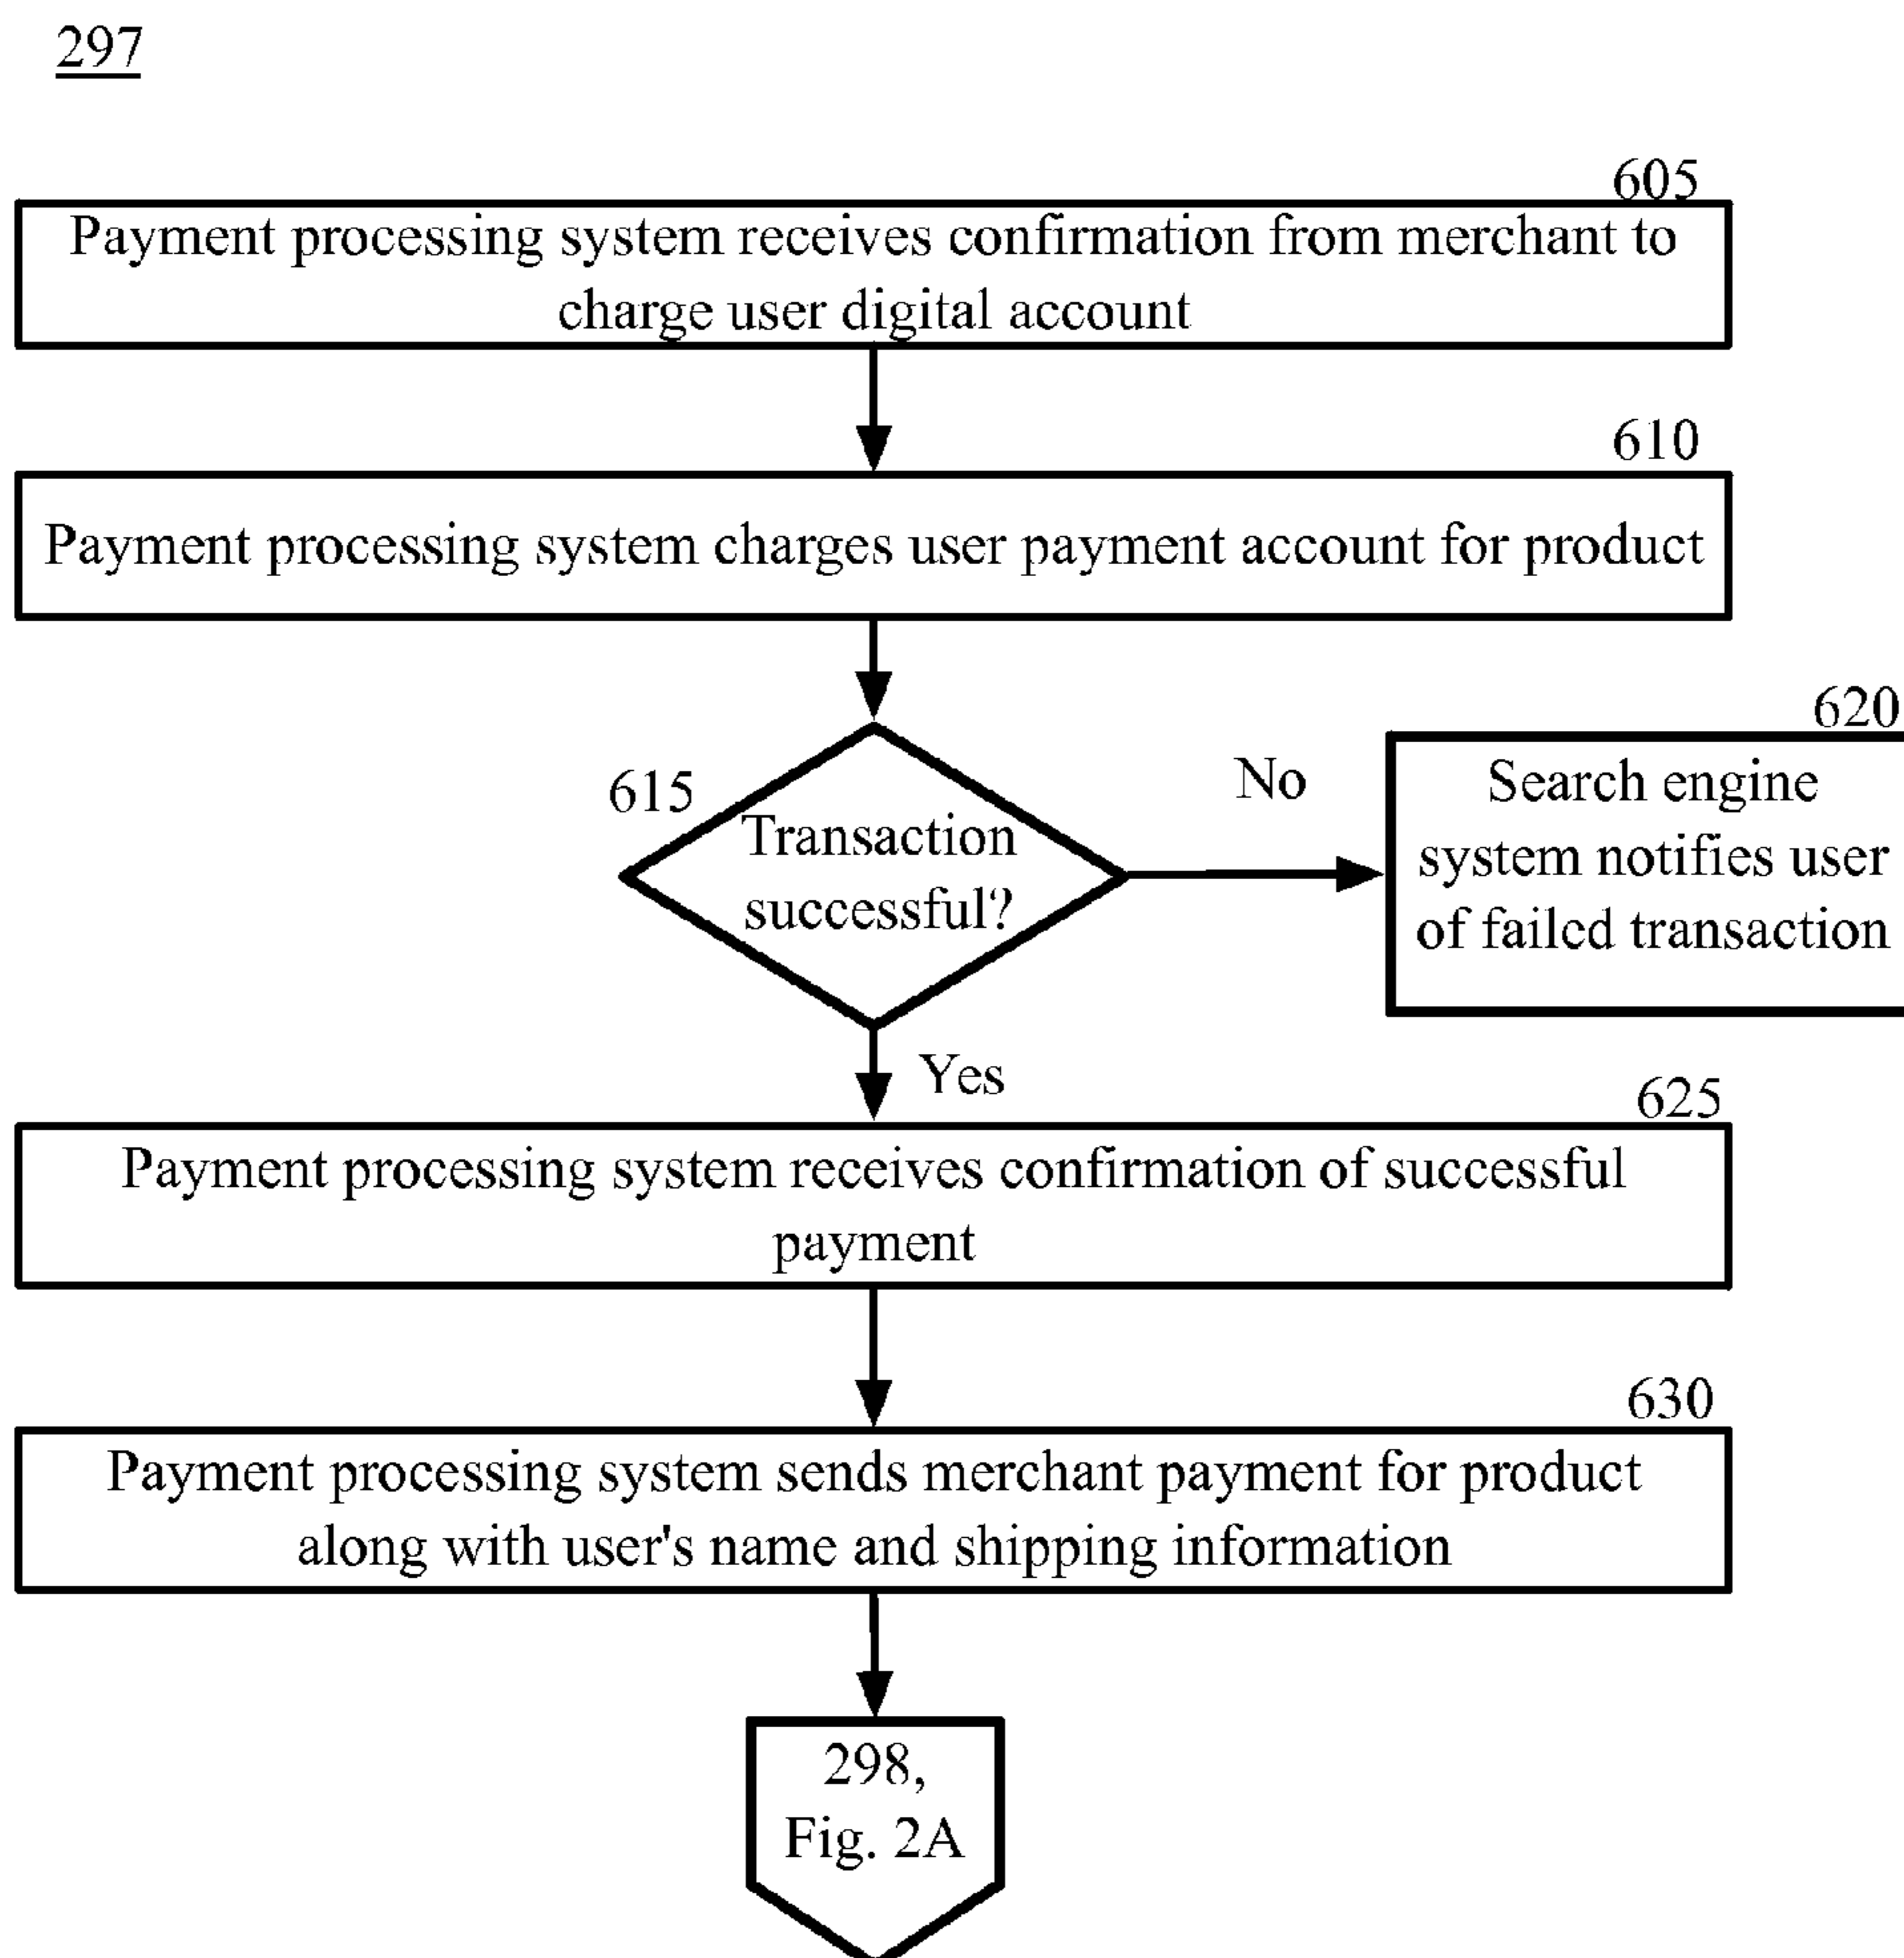 297
605
Payment processing system receives confirmation from merchant to
charge user digital account
610
Payment processing system charges user payment account for product
615
Transaction
successful?
No
620
Search engine
system notifies user
of failed transaction
Yes
625
Payment processing system receives confirmation of successful
payment
630
Payment processing system sends merchant payment for product
along with user's name and shipping information
298,
Fig. 2A